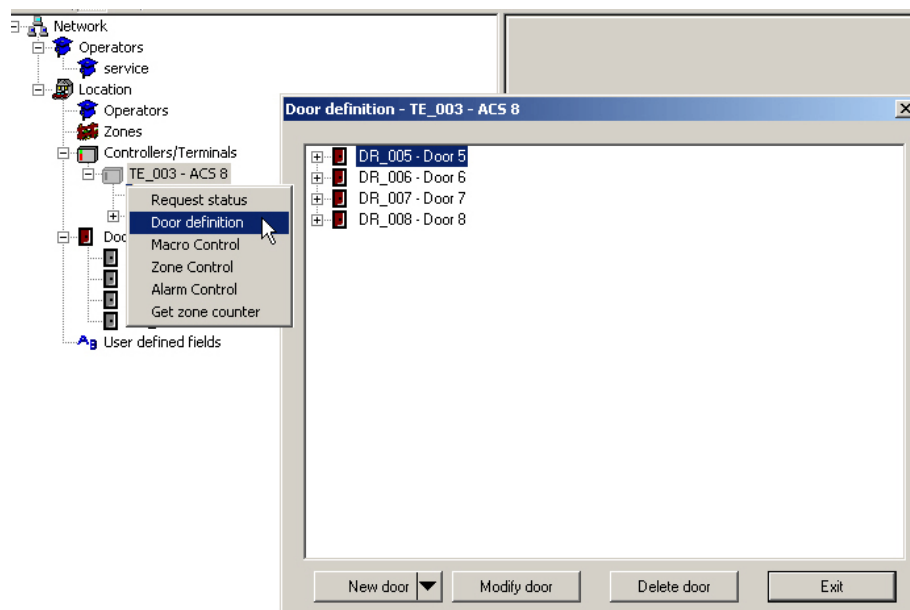 Network
Operators
service
Location
Operators
Zones
Controllers/Terminals
TE_003 - ACS 8
Request status
Door definition
Macro Control
Zone Control
Alarm Control
Get zone counter
User defined fields
Door definition - TE_003 - ACS 8
DR_005 - Door 5
DR_006 - Door 6
DR_007 - Door 7
DR_008 - Door 8
New door
Modify door
Delete door
Exit